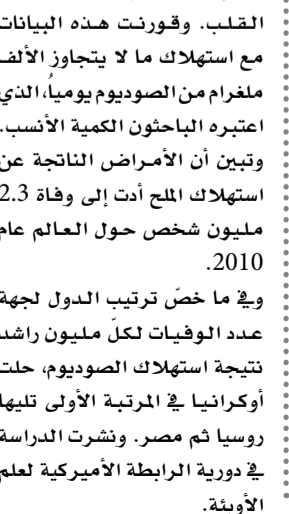 القلب. وقورنت هذه البيانات
مع استهلاك ما لا يتجاوز الألف
ملغرام من الصوديوم يومياً، الذي
اعتبره الباحثون الكمية الأنسب.
وتبين أن الأمراض الناتجة عن
استهلاك الملح أدت إلى وفاة 2.3
مليون شخص حول العالم عام
2010.
وفي ما خصّ ترتيب الدول لجهة
عدد الوفيات لكلّ مليون راشد
نتيجة استهلاك الصوديوم، حلت
أوكرانيا في المرتبة الأولى تليها
روسيا ثم مصر. ونشرت الدراسة
في دورية الرابطة الأميركية لعلم
الأوبئة.